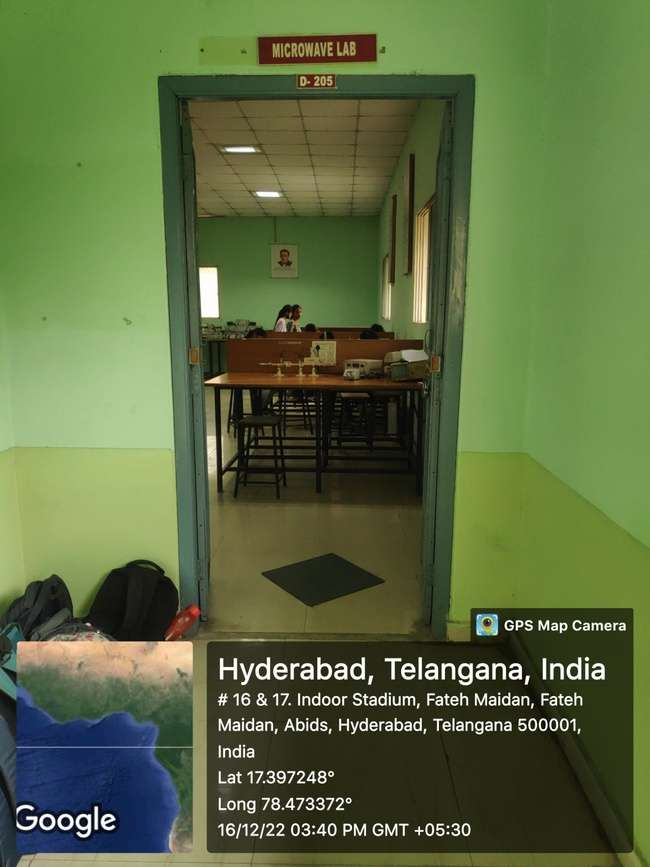 MICROWAVE LAB
D- 205
GPS Map Camera
Hyderabad, Telangana, India
# 16 & 17. Indoor Stadium, Fateh Maidan, Fateh
Maidan, Abids, Hyderabad, Telangana 500001,
India
Lat 17.397248°
Long 78.473372°
16/12/22 03:40 PM GMT +05:30
Google